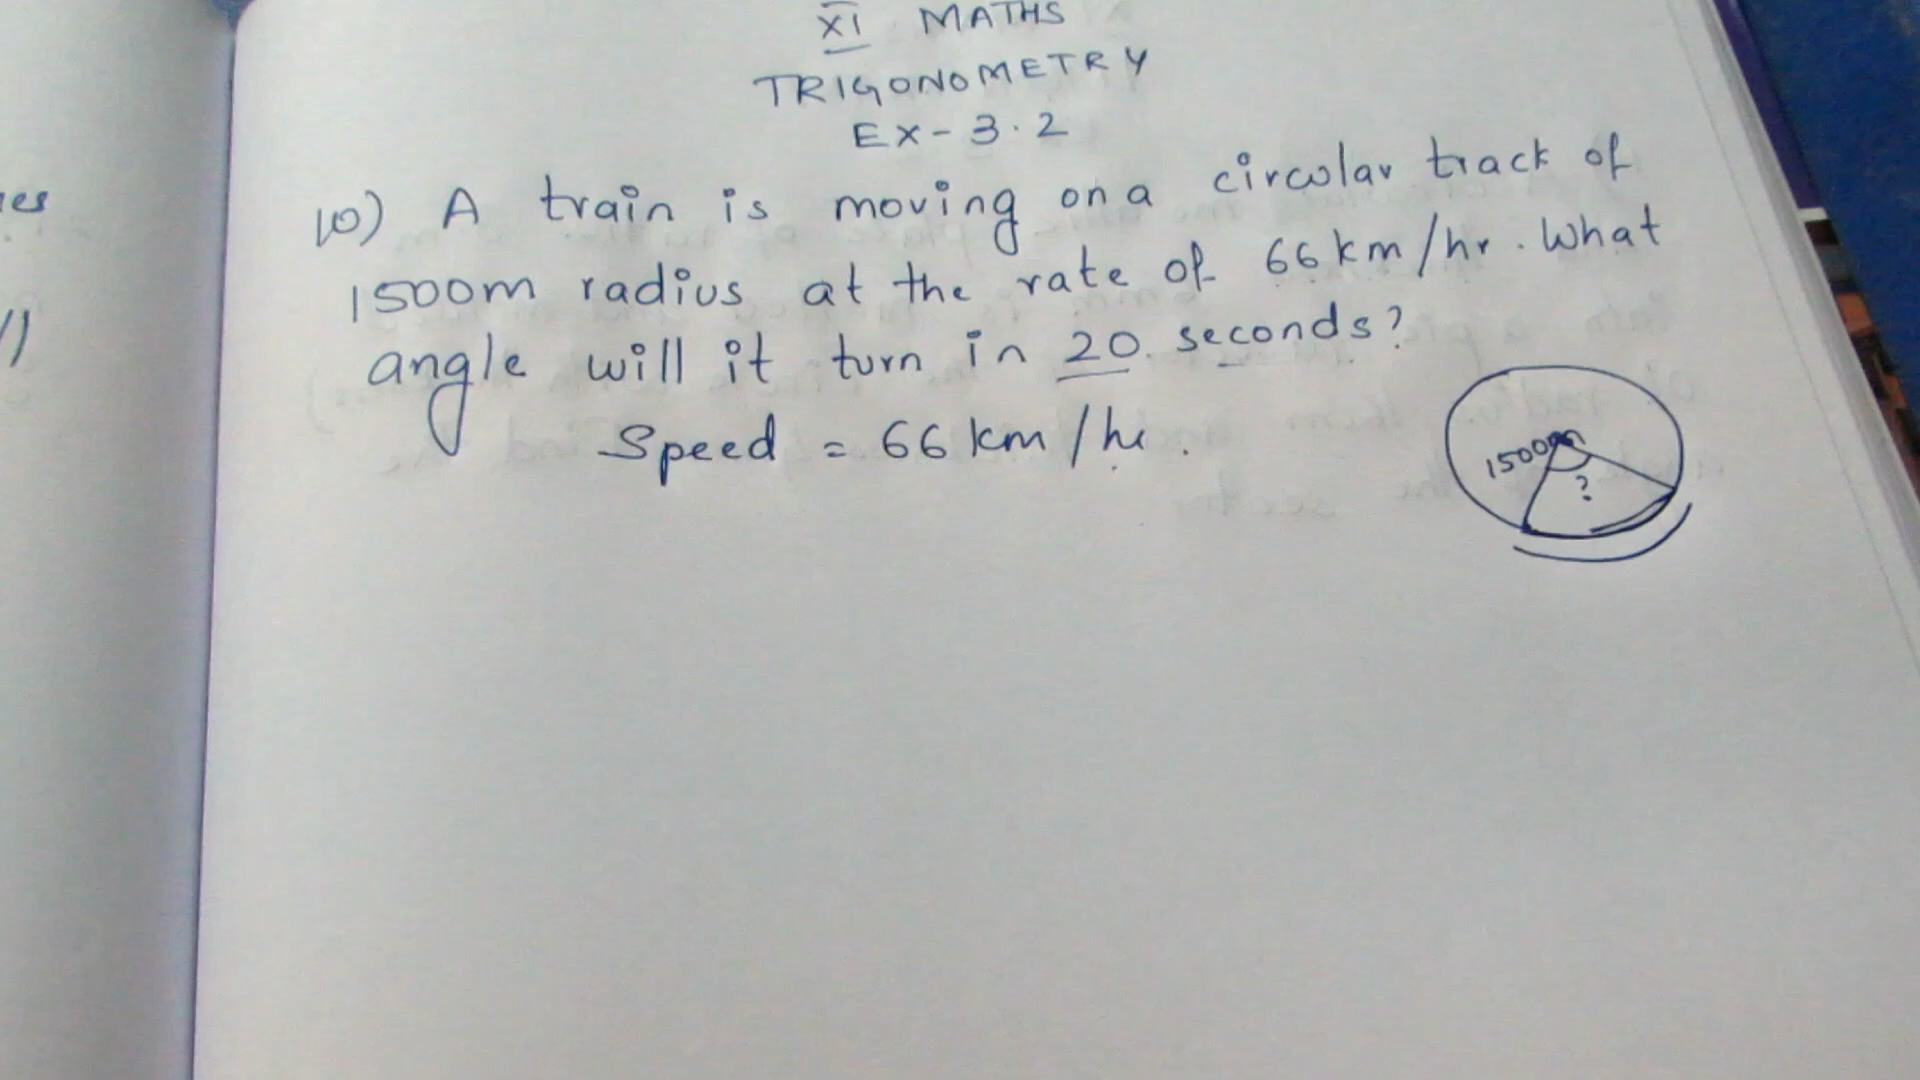 XI MATHS
TRIGONOMETRY
EX - 3.2
10) A train is moving on a circular track of
1500m radius at the rate of 66km/hr. What
angle will it turn in 20 seconds?
Speed = 66 km/hr.
1500m
?